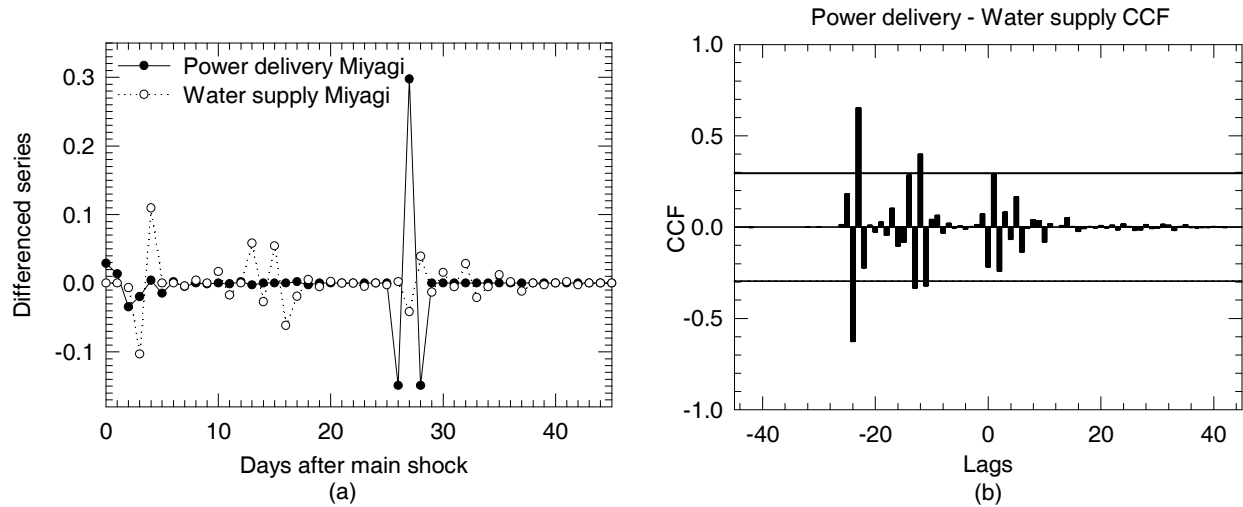 Power delivery Miyagi
Water supply Miyagi
Differenced series
0.3
0.2
0.1
0.0
-0.1
0
10
20
30
40
Days after main shock
(a)
Power delivery - Water supply CCF
CCF
1.0
0.5
0.0
-0.5
-1.0
-40
-20
0
20
40
Lags
(b)